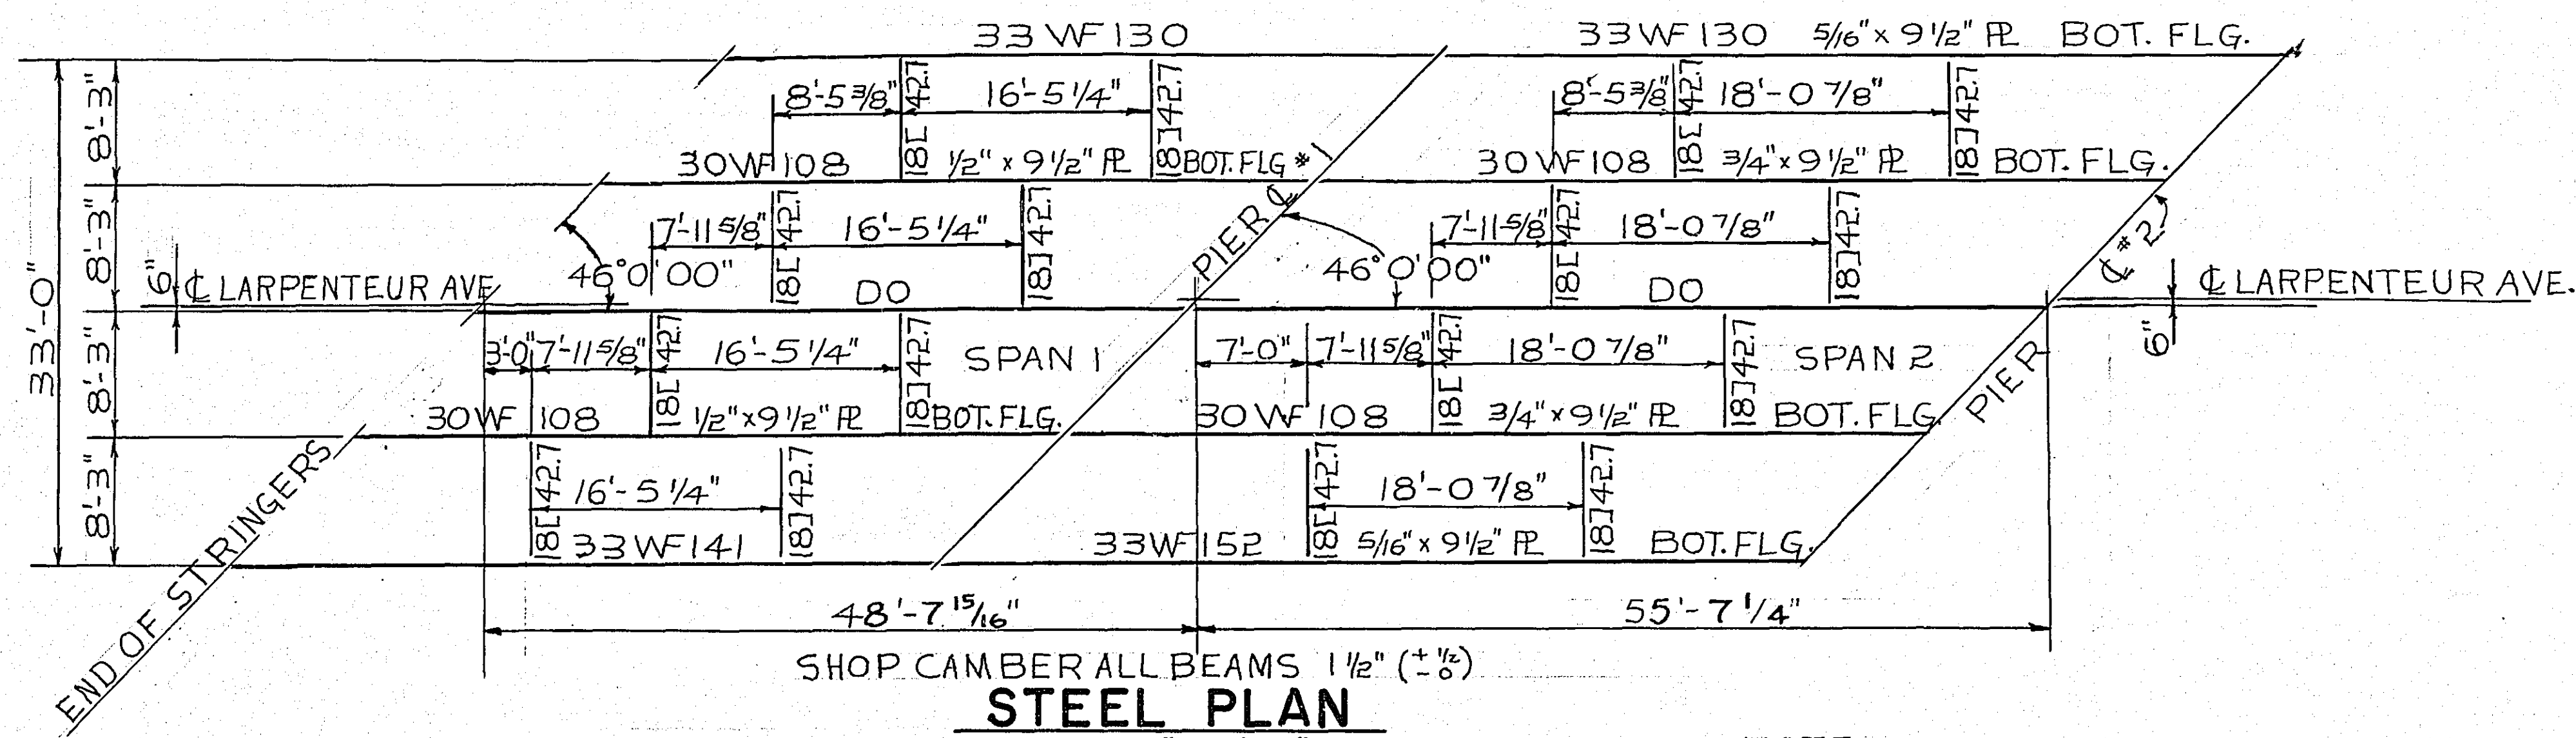 33 WF 130
33 WF 130 5/16" x 9 1/2" PL BOT. FLG.
8'-3"
8'-5 3/8"
18[42.7
16'-5 1/4"
18]42.7
8'-5 3/8"
18[42.7
18'-0 7/8"
18]42.7
30 WF 108
1/2" x 9 1/2" PL
BOT. FLG
#1
30 WF 108
3/4" x 9 1/2" PL
BOT. FLG.
8'-3"
7'-11 5/8"
18[42.7
16'-5 1/4"
18]42.7
PIER ℄
7'-11 5/8"
18[42.7
18'-0 7/8"
18]42.7
℄ #2
33'-0"
6"
℄ LARPENTEUR AVE
46°0'00"
DO
46°0'00"
DO
℄ LARPENTEUR AVE.
6"
8'-3"
3'-0"
7'-11 5/8"
18[42.7
16'-5 1/4"
18]42.7
SPAN 1
7'-0"
7'-11 5/8"
18[42.7
18'-0 7/8"
18]42.7
SPAN 2
PIER
30 WF 108
1/2" x 9 1/2" PL
BOT. FLG.
30 WF 108
3/4" x 9 1/2" PL
BOT. FLG.
8'-3"
END OF STRINGERS
18[42.7
16'-5 1/4"
18]42.7
18[42.7
18'-0 7/8"
18]42.7
33 WF 141
33 WF 152
5/16" x 9 1/2" PL
BOT. FLG.
48'-7 15/16"
55'-7 1/4"
SHOP CAMBER ALL BEAMS 1 1/2" (+1/2 -0)
STEEL PLAN